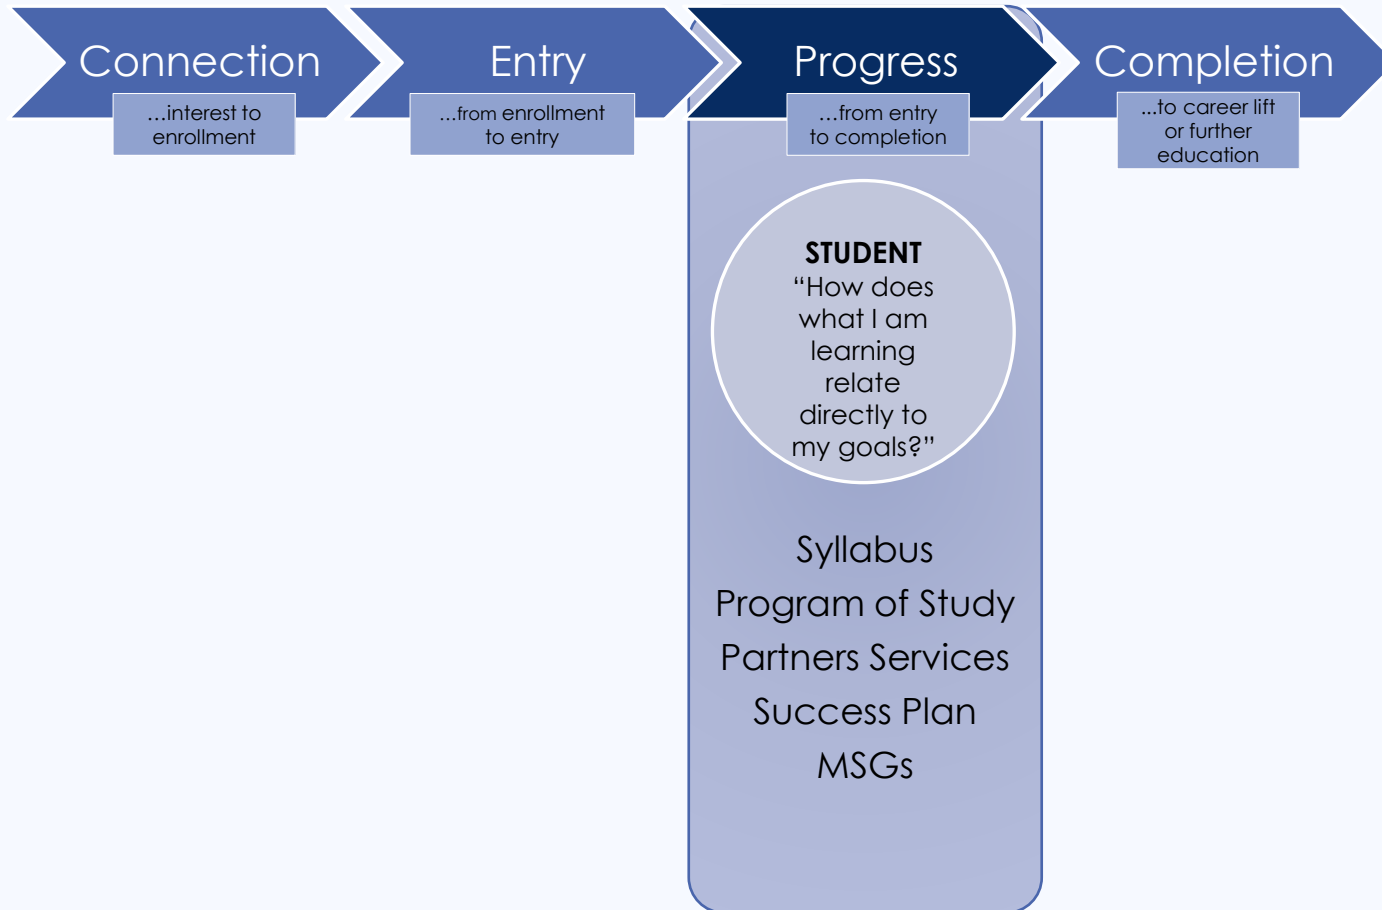 Connection
...interest to
enrollment
Entry
...from enrollment
to entry
Progress
...from entry
to completion
Completion
...to career lift
or further
education
STUDENT
“How does
what I am
learning
relate
directly to
my goals?”
Syllabus
Program of Study
Partners Services
Success Plan
MSGs